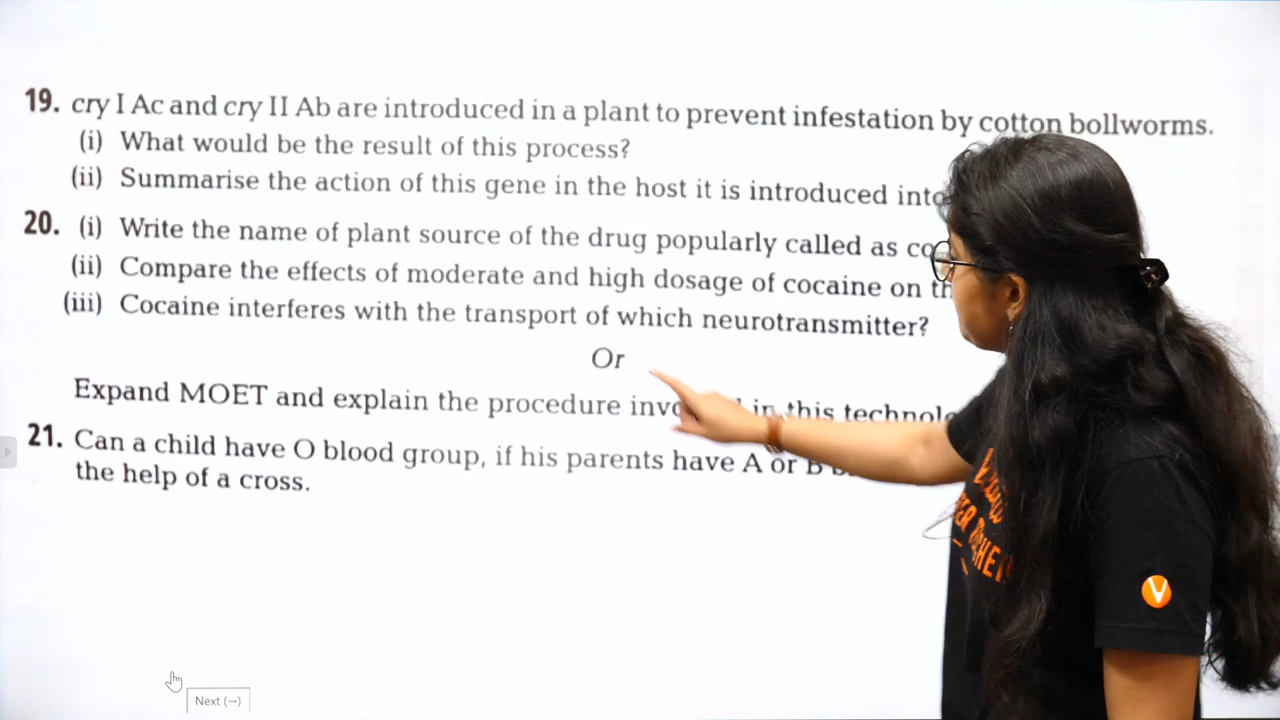 19. cry I Ac and cry II Ab are introduced in a plant to prevent infestation by cotton bollworms.
(i) What would be the result of this process?
(ii) Summarise the action of this gene in the host it is introduced into
20. (i) Write the name of plant source of the drug popularly called as
(ii) Compare the effects of moderate and high dosage of cocaine on
(iii) Cocaine interferes with the transport of which neurotransmitter?
Or
Expand MOET and explain the procedure in this
21. Can a child have O blood group, if his parents have A or B
the help of a cross.
V
Next (→)